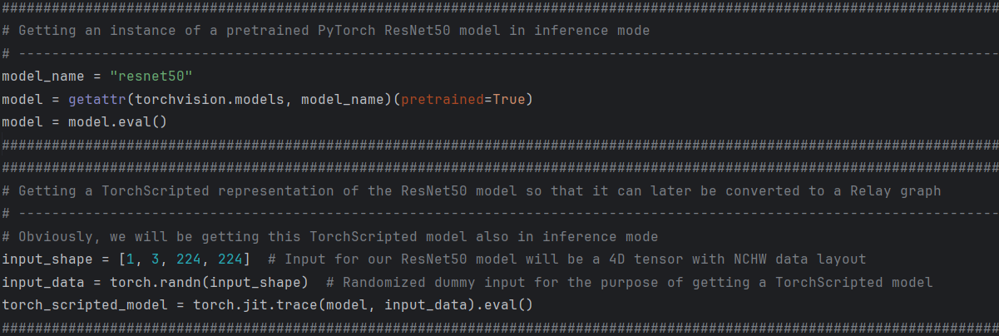 ########################################################################################################################
# Getting an instance of a pretrained PyTorch ResNet50 model in inference mode
# ----------------------------------------------------------------------------------------------------------------------
model_name = "resnet50"
model = getattr(torchvision.models, model_name)(pretrained=True)
model = model.eval()
########################################################################################################################
########################################################################################################################
# Getting a TorchScripted representation of the ResNet50 model so that it can later be converted to a Relay graph
# ----------------------------------------------------------------------------------------------------------------------
# Obviously, we will be getting this TorchScripted model also in inference mode
input_shape = [1, 3, 224, 224]  # Input for our ResNet50 model will be a 4D tensor with NCHW data layout
input_data = torch.randn(input_shape)  # Randomized dummy input for the purpose of getting a TorchScripted model
torch_scripted_model = torch.jit.trace(model, input_data).eval()
########################################################################################################################